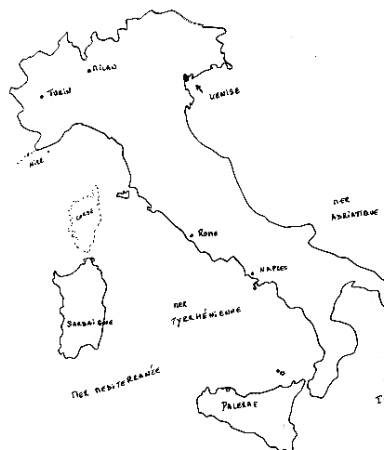 MILAN
TURIN
VENISE
NICE
CORSE
MER
ADRIATIQUE
ROME
NAPLES
MER
TYRRHÉNIENNE
SARDAIGNE
MER MEDITERRANÉE
PALERME